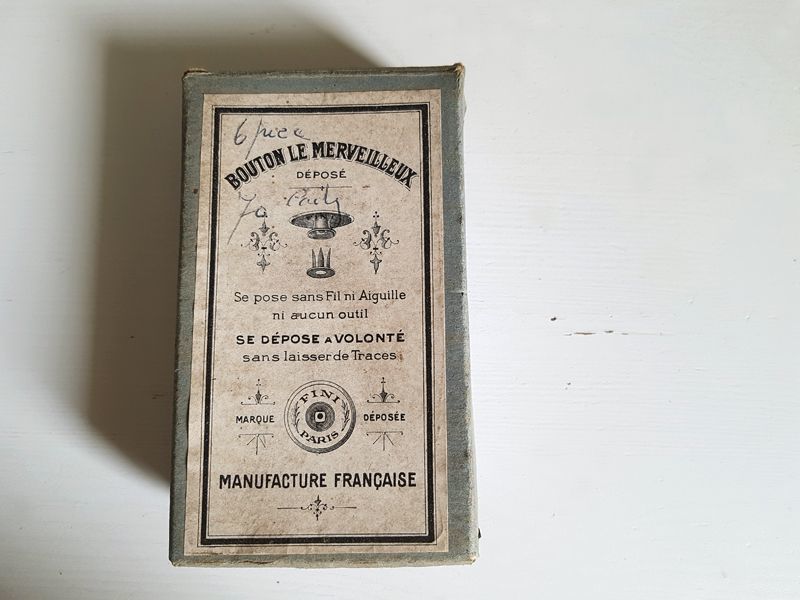 6
BOUTON LE MERVEILLEUX
DÉPOSÉ
70
Se pose sans Fil ni Aiguille
ni aucun outil
SE DÉPOSE A VOLONTÉ
sans laisser de Traces
FINI
PARIS
MARQUE DÉPOSÉE
MANUFACTURE FRANÇAISE